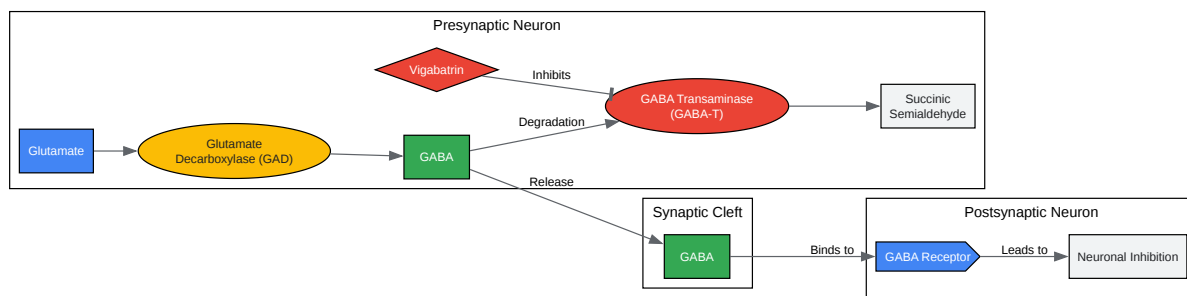 Presynaptic Neuron
Vigabatrin
Inhibits
GABA Transaminase
(GABA-T)
Succinic
Semialdehyde
Degradation
Glutamate
Glutamate
Decarboxylase (GAD)
GABA
Release
Synaptic Cleft
GABA
Binds to
Postsynaptic Neuron
GABA Receptor
Leads to
Neuronal Inhibition